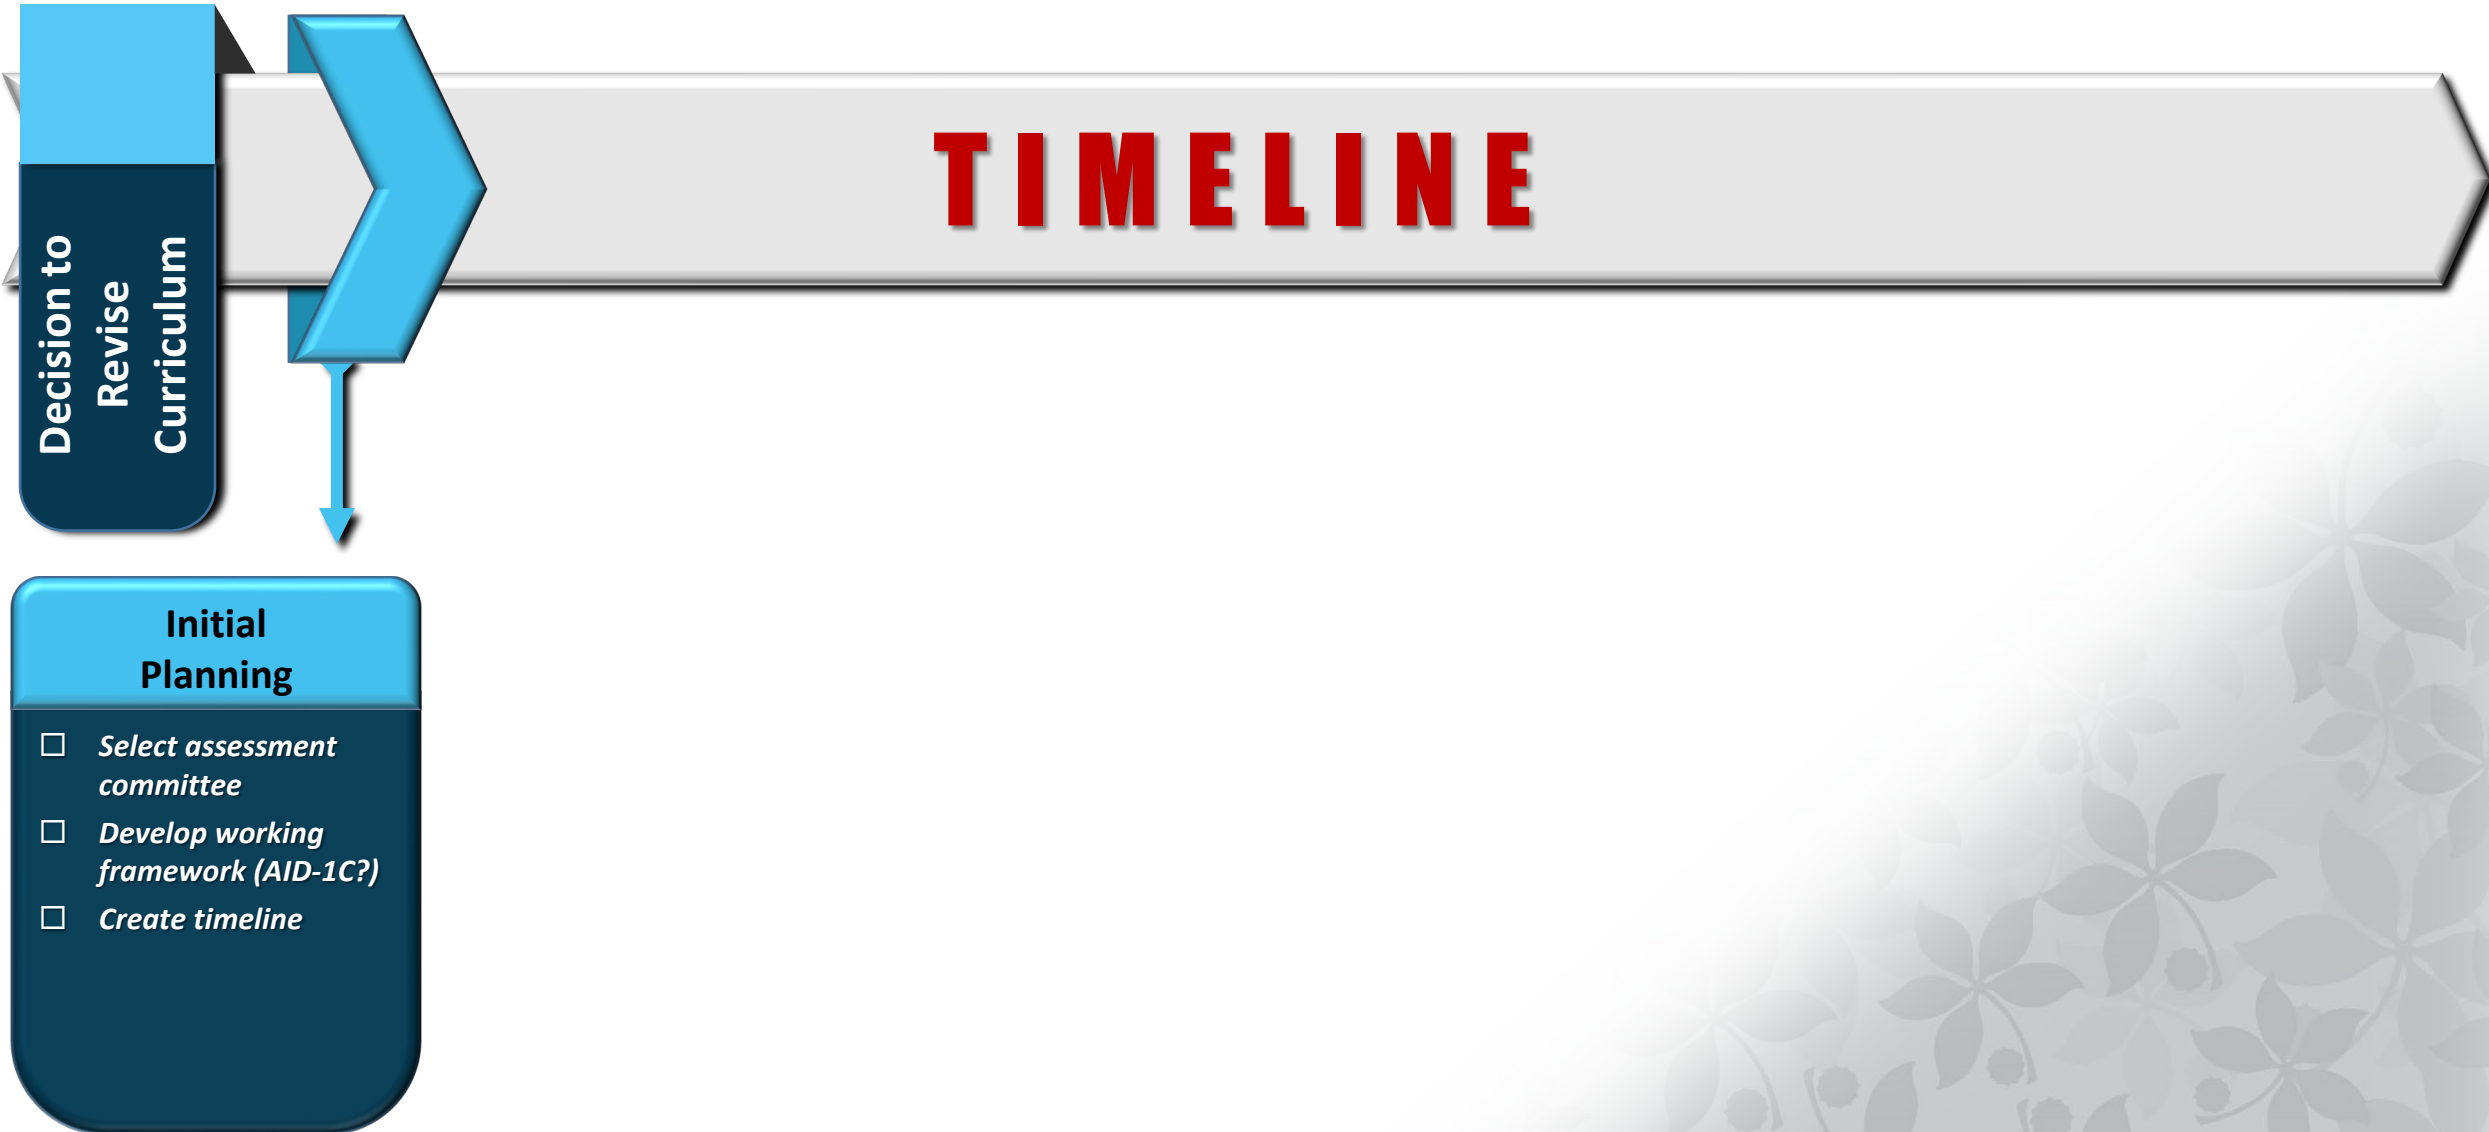 TIMELINE
Decision to
Revise
Curriculum
Initial
Planning
☐ Select assessment
committee
☐ Develop working
framework (AID-1C?)
☐ Create timeline